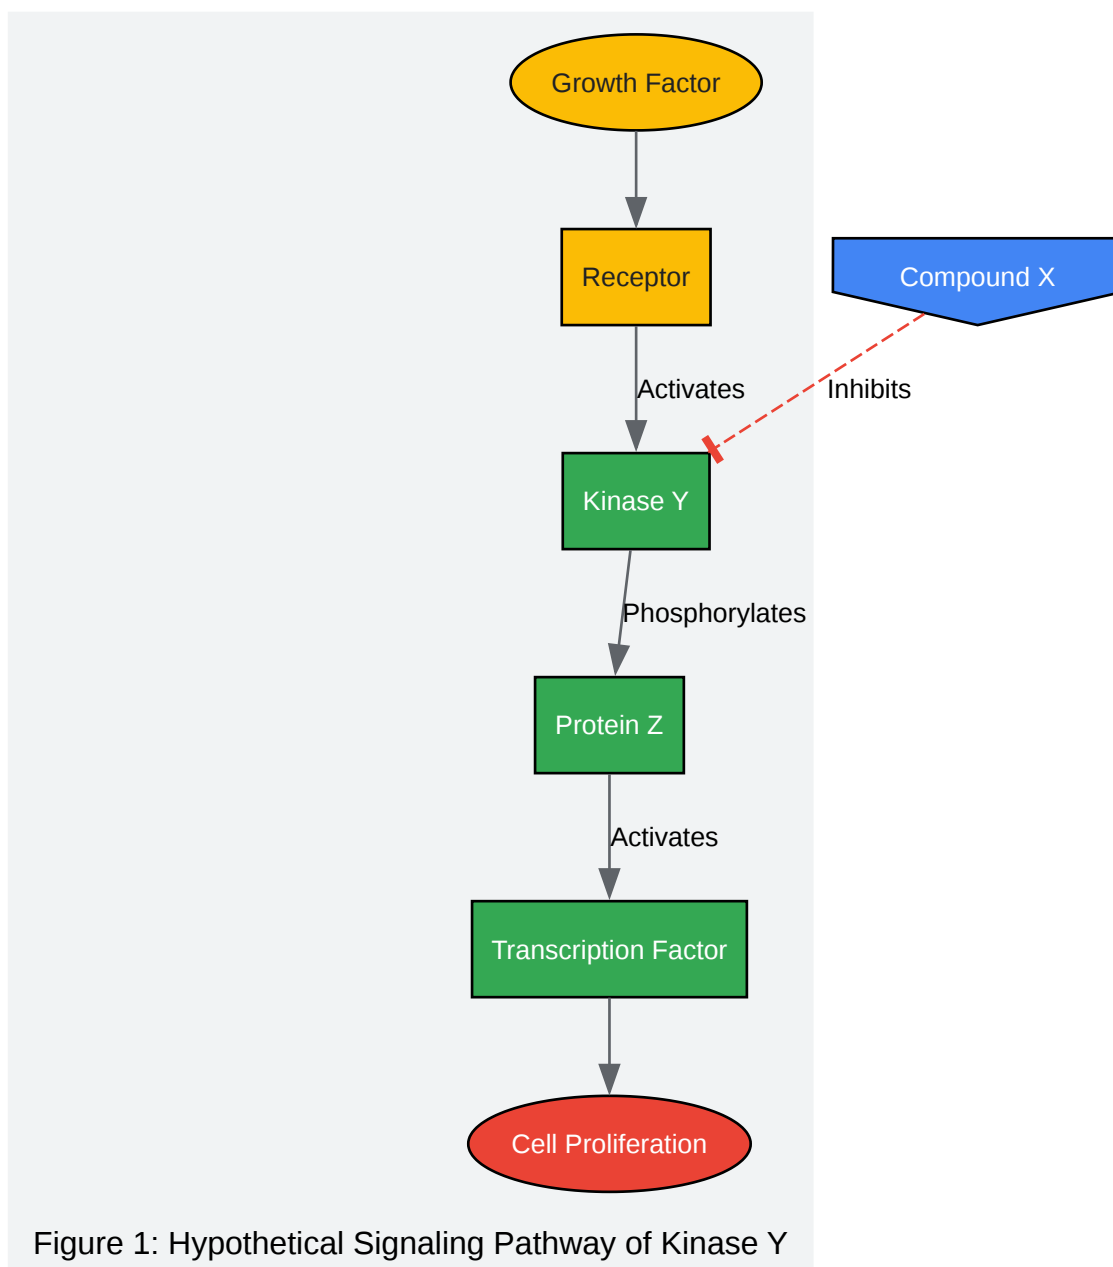 Growth Factor
Receptor
Compound X
Activates
Inhibits
Kinase Y
Phosphorylates
Protein Z
Activates
Transcription Factor
Cell Proliferation
Figure 1: Hypothetical Signaling Pathway of Kinase Y